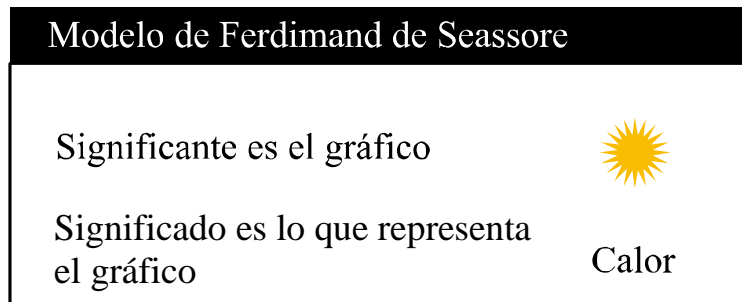 Modelo de Ferdimand de Seassore
Significante es el gráfico
Significado es lo que representa
el gráfico
Calor